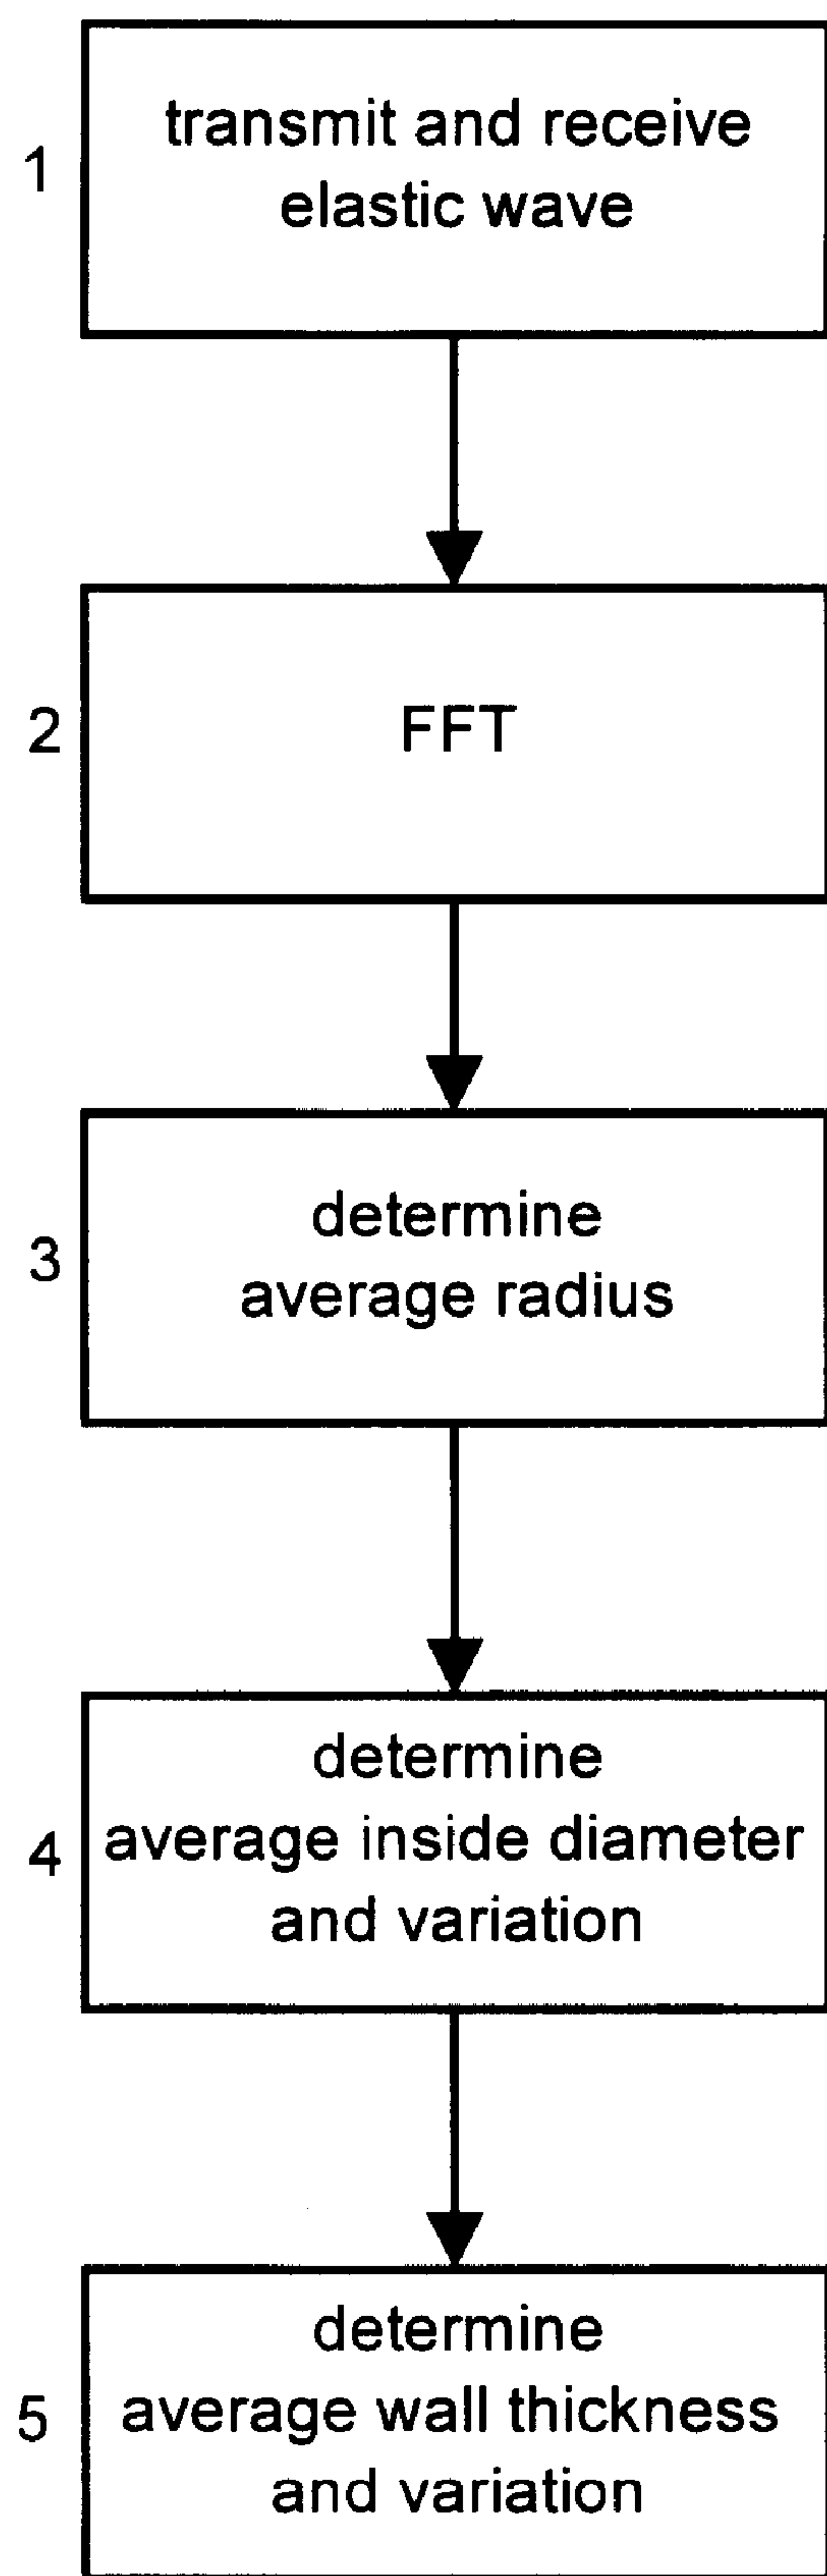 1
transmit and receive
elastic wave
2
FFT
3
determine
average radius
4
determine
average inside diameter
and variation
5
determine
average wall thickness
and variation